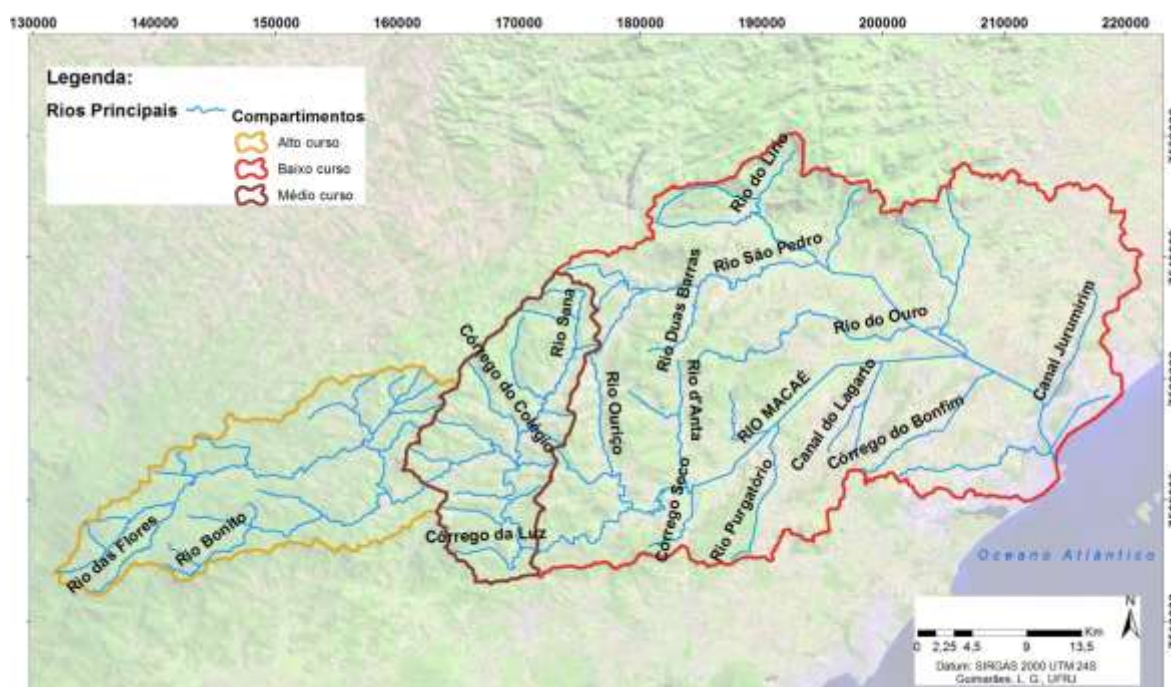 130000 140000 150000 160000 170000 180000 190000 200000 210000 220000
Legenda:
Rios Principais
Compartimentos
Alto curso
Baixo curso
Médio curso
Rio do Lírio
Rio São Pedro
Rio Duas Barras
Rio Sana
Córrego do Colégio
Rio do Ouro
Canal Jurumirim
Rio Ouriço
Rio d'Anta
RIO MACAÉ
Canal do Lagarto
Córrego do Bonfim
Córrego Seco
Rio Purgatório
Córrego da Luz
Rio das Flores
Rio Bonito
Oceano Atlântico
N
Km
0 2,25 4,5 9 13,5
Datum: SIRGAS 2000 UTM 24S
Guimarães, L. G., UFRJ